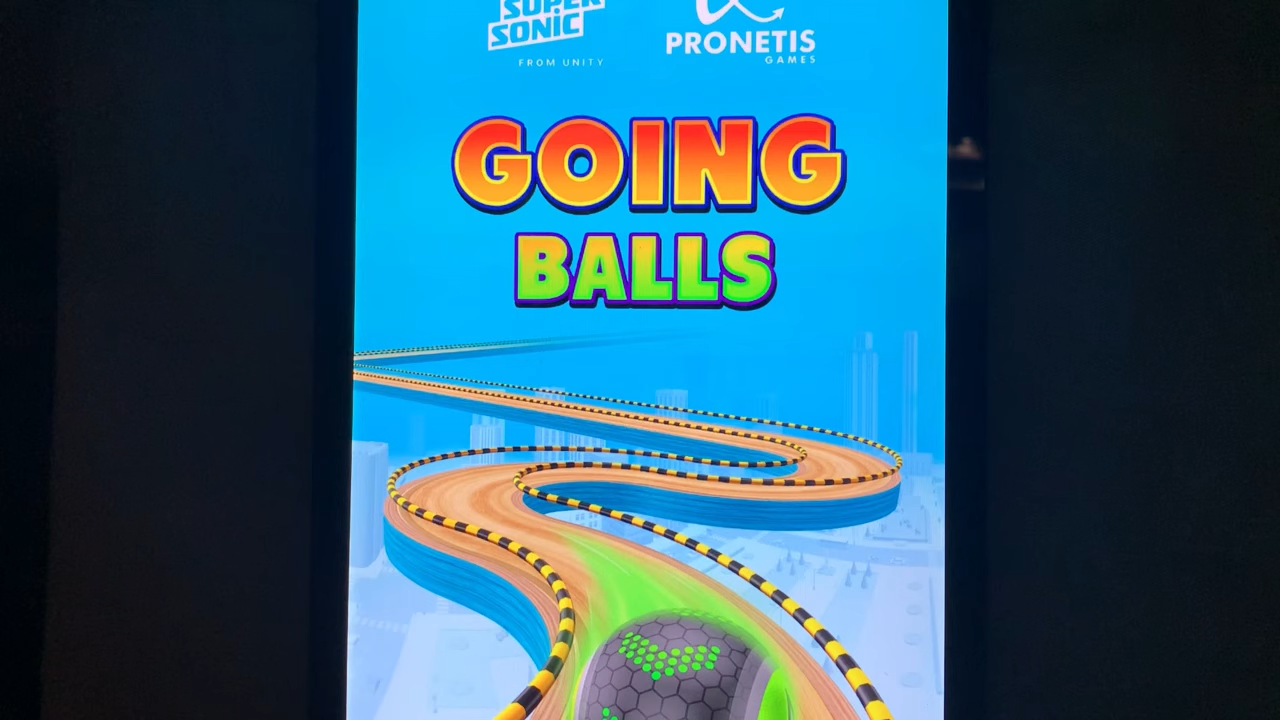 SUPER
SONIC
FROM UNITY
PRONETIS
GAMES
GOING
BALLS